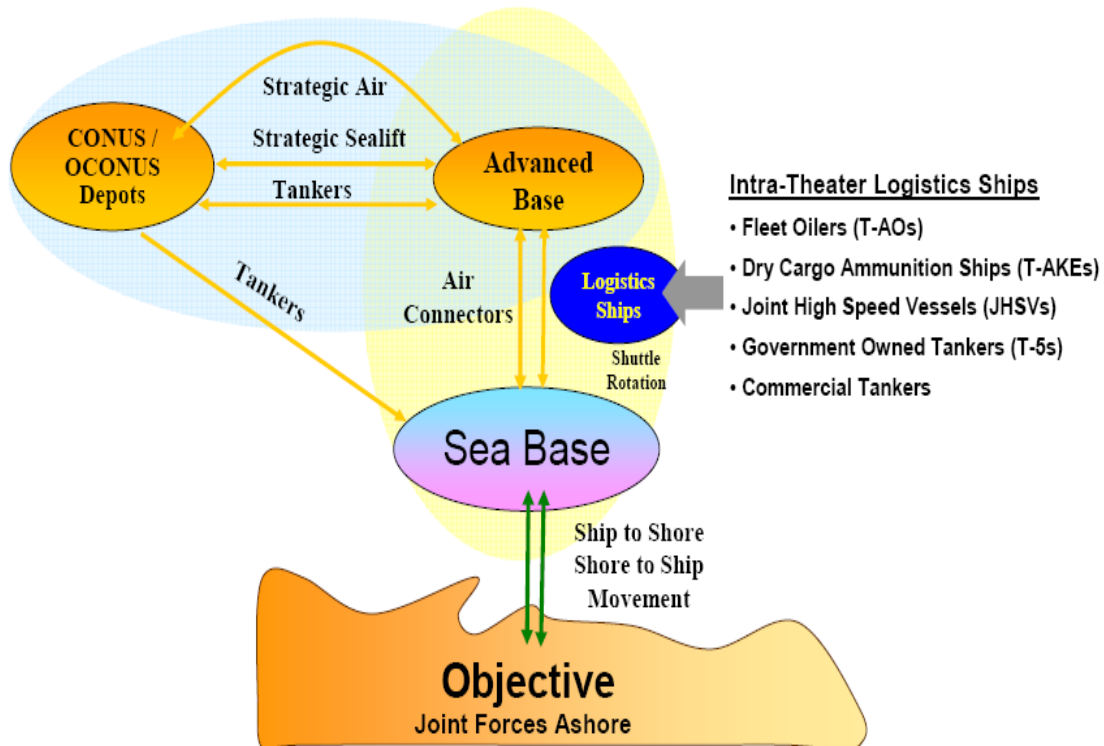 Strategic Air
CONUS /
OCONUS
Depots
Strategic Sealift
Tankers
Advanced
Base
Tankers
Air
Connectors
Logistics
Ships
Shuttle
Rotation
Intra-Theater Logistics Ships
• Fleet Oilers (T-AOs)
• Dry Cargo Ammunition Ships (T-AKEs)
• Joint High Speed Vessels (JHSVs)
• Government Owned Tankers (T-5s)
• Commercial Tankers
Sea Base
Ship to Shore
Shore to Ship
Movement
Objective
Joint Forces Ashore